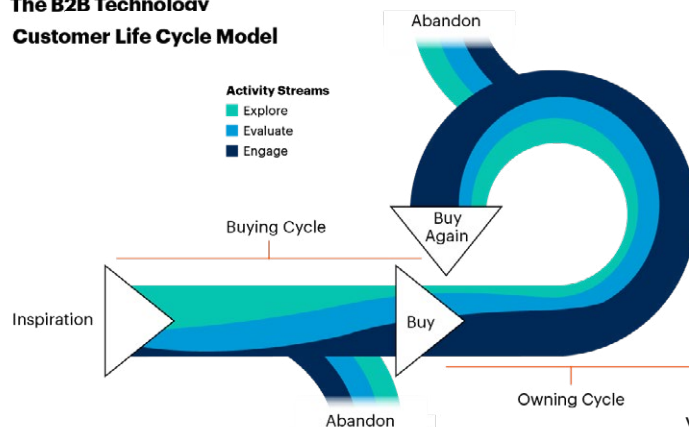 The B2B Technology
Customer Life Cycle Model
Abandon
Activity Streams
Explore
Evaluate
Engage
Buy
Again
Buying Cycle
Inspiration
Buy
Owning Cycle
Abandon